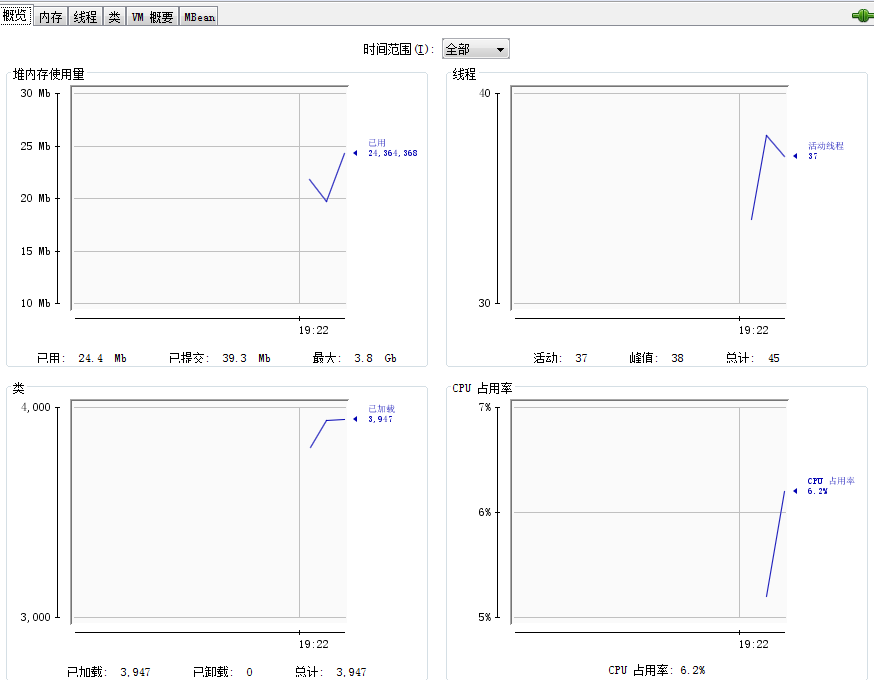 概览 内存 线程 类 VM 概要 MBean
时间范围(I): 全部
堆内存使用量
30 Mb
25 Mb
20 Mb
15 Mb
10 Mb
已用
24,364,368
19:22
已用: 24.4 Mb 已提交: 39.3 Mb 最大: 3.8 Gb
线程
40
30
活动线程
37
19:22
活动: 37 峰值: 38 总计: 45
类
4,000
3,000
已加载
3,947
19:22
已加载: 3,947 已卸载: 0 总计: 3,947
CPU 占用率
7%
6%
5%
CPU 占用率
6.2%
19:22
CPU 占用率: 6.2%